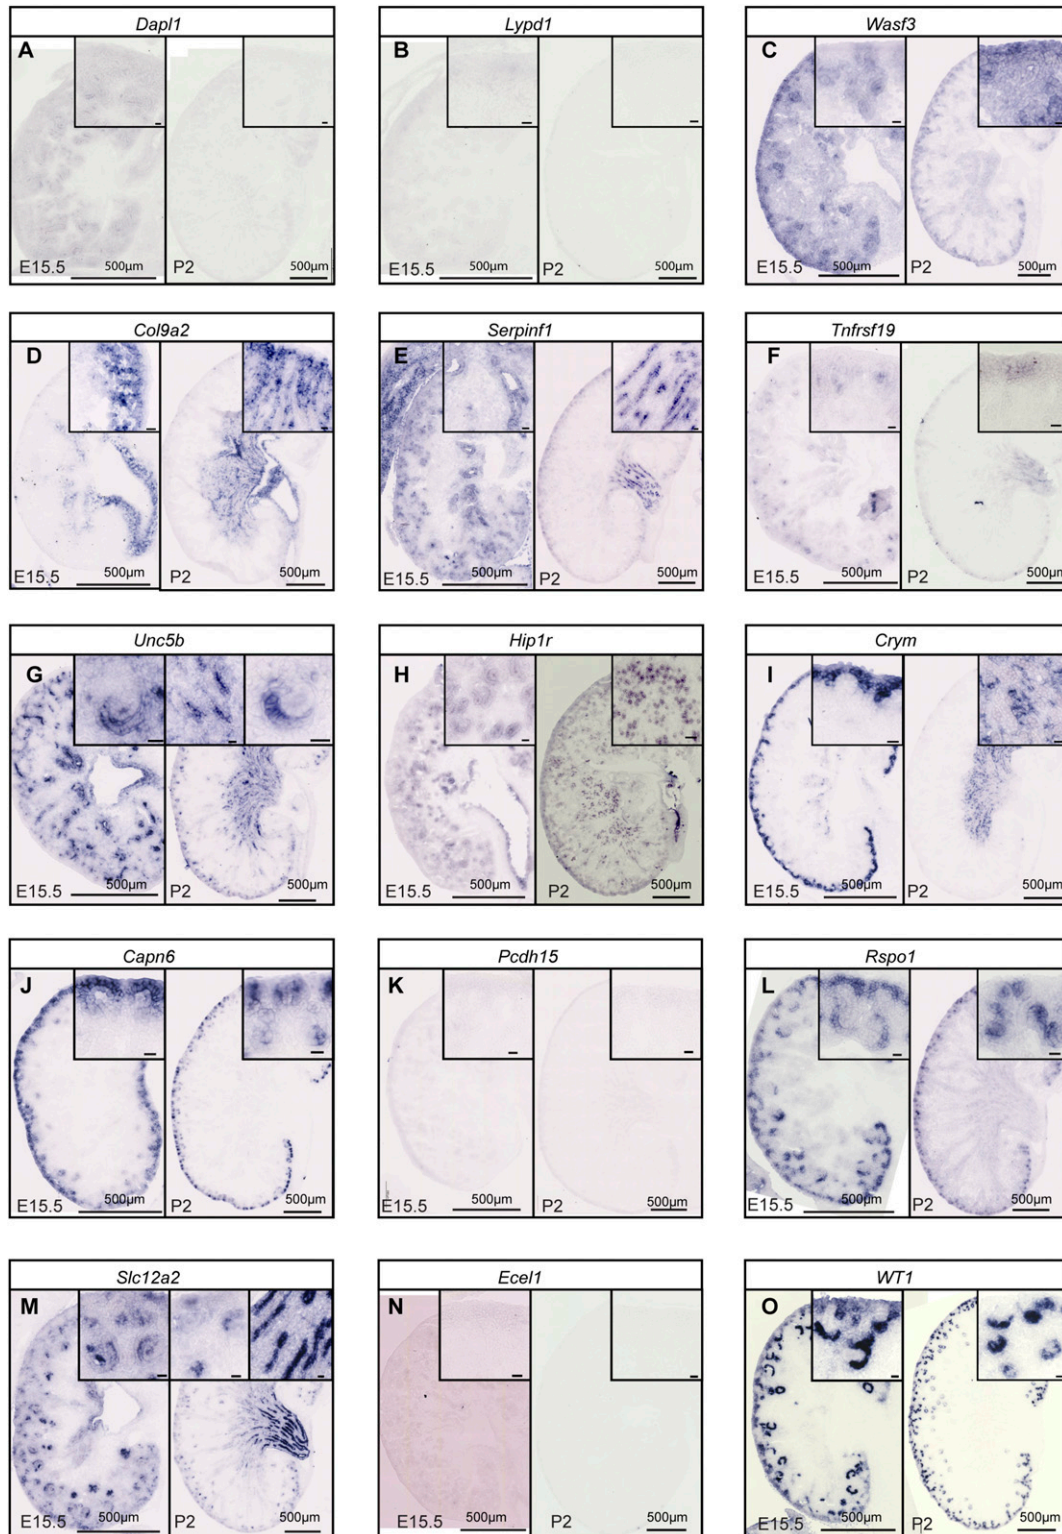 Dapl1 Lypd1 Wasf3
A B C
E15.5 500µm P2 500µm E15.5 500µm P2 500µm E15.5 500µm P2 500µm
Col9a2 Serpinf1 Tnfrsf19
D E F
E15.5 500µm P2 500µm E15.5 500µm P2 500µm E15.5 500µm P2 500µm
Unc5b Hip1r Crym
G H I
E15.5 500µm P2 500µm E15.5 500µm P2 500µm E15.5 500µm P2 500µm
Capn6 Pcdh15 Rspo1
J K L
E15.5 500µm P2 500µm E15.5 500µm P2 500µm E15.5 500µm P2 500µm
Slc12a2 Ecel1 WT1
M N O
E15.5 500µm P2 500µm E15.5 500µm P2 500µm E15.5 500µm P2 500µm